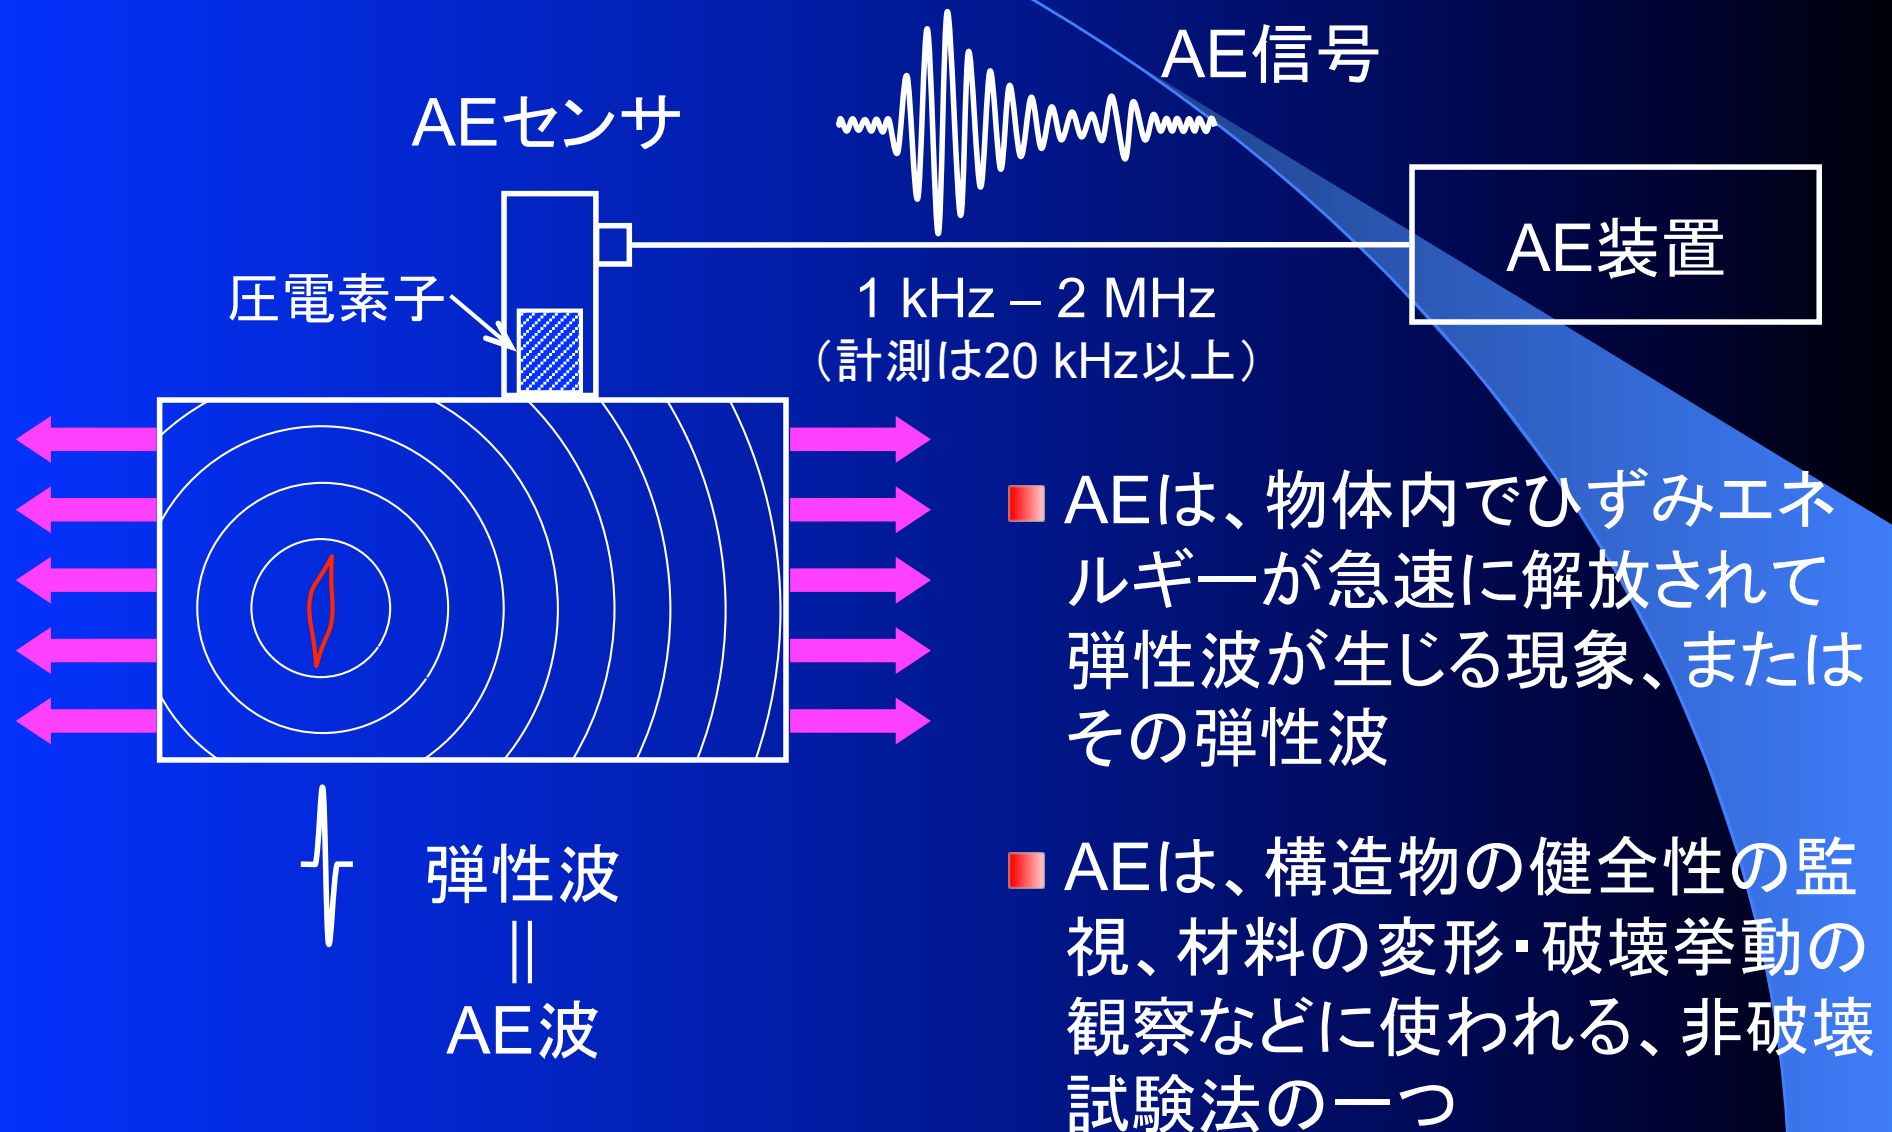 AE信号
AEセンサ
AE装置
圧電素子
1 kHz – 2 MHz
（計測は20 kHz以上）
AEは、物体内でひずみエネ
ルギーが急速に解放されて
弾性波が生じる現象、または
その弾性波
弾性波
||
AE波
AEは、構造物の健全性の監
視、材料の変形・破壊挙動の
観察などに使われる、非破壊
試験法の一つ